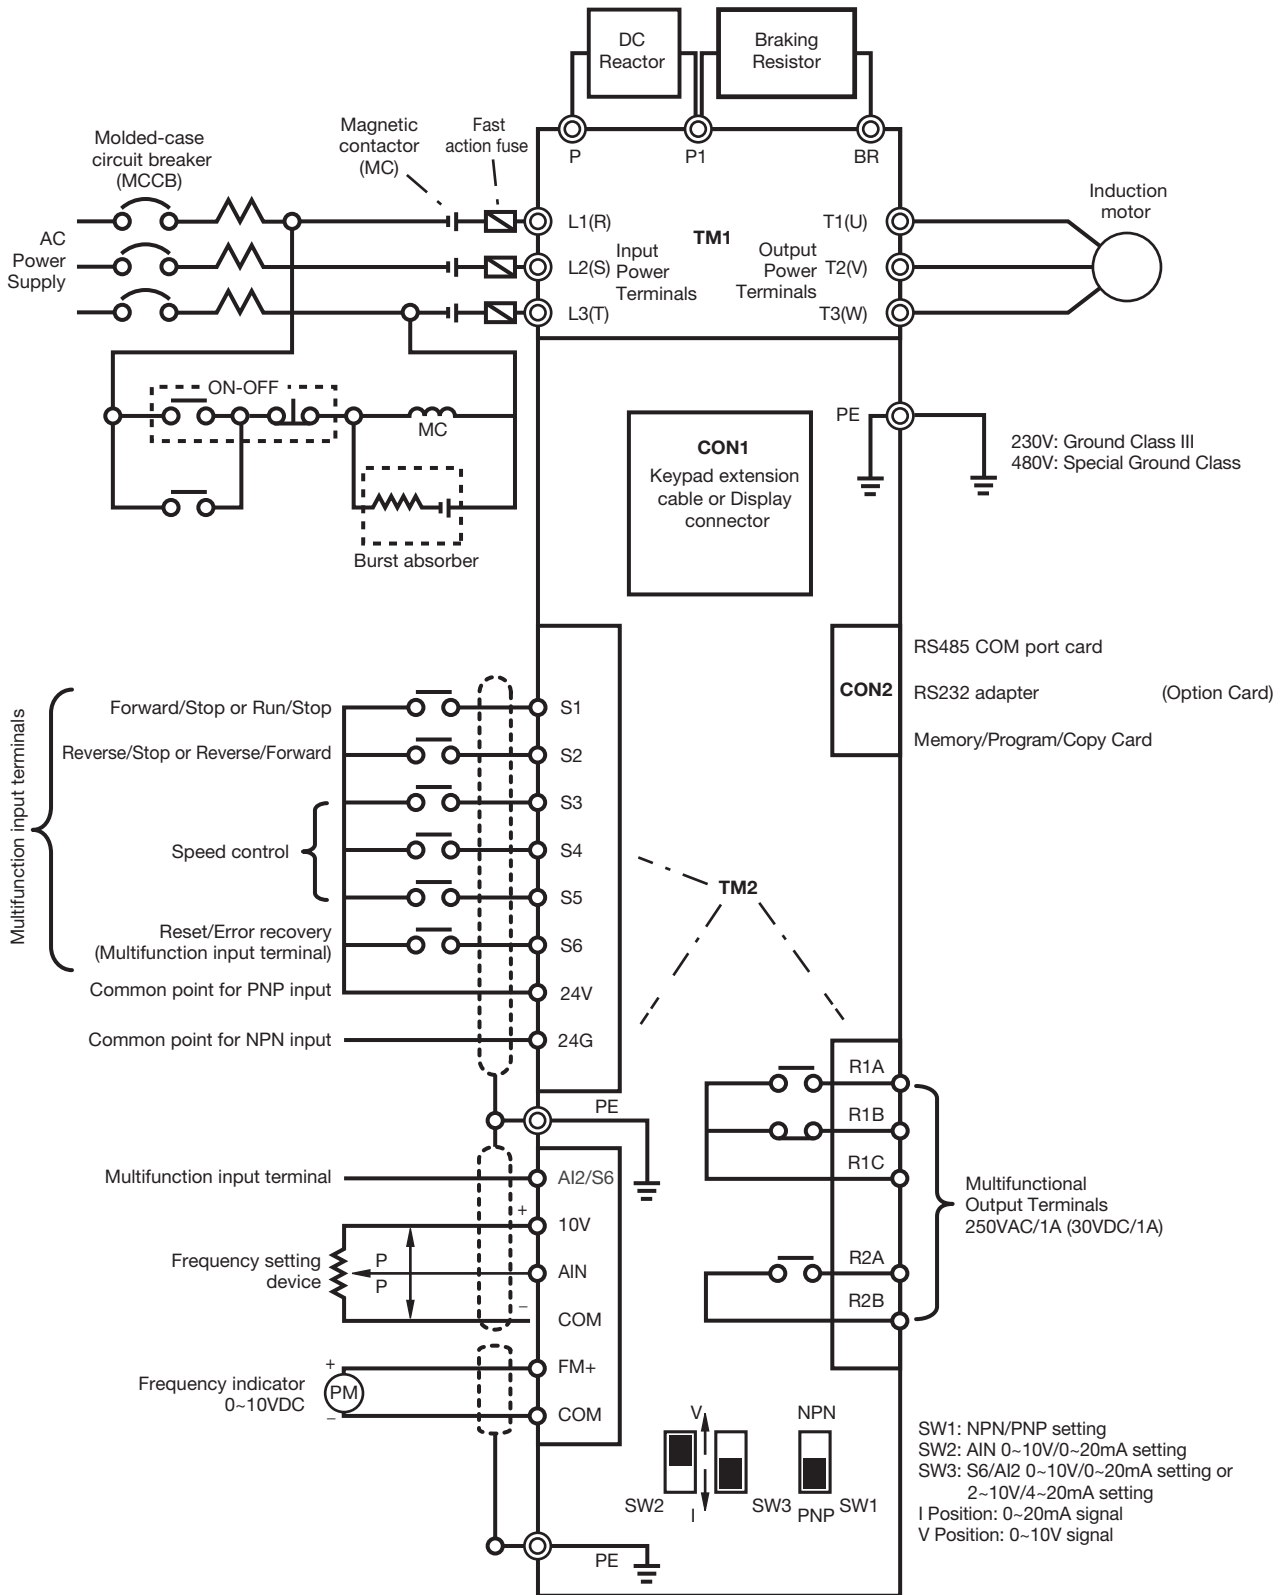 DC
Reactor
Braking
Resistor
P
P1
BR
Molded-case
circuit breaker
(MCCB)
Magnetic
contactor
(MC)
Fast
action fuse
AC
Power
Supply
L1(R)
L2(S)
L3(T)
Input
Power
Terminals
TM1
Output
Power
Terminals
T1(U)
T2(V)
T3(W)
Induction
motor
ON-OFF
MC
Burst absorber
CON1
Keypad extension
cable or Display
connector
PE
230V: Ground Class III
480V: Special Ground Class
CON2
RS485 COM port card
RS232 adapter
(Option Card)
Memory/Program/Copy Card
Multifunction input terminals
Forward/Stop or Run/Stop
S1
Reverse/Stop or Reverse/Forward
S2
S3
Speed control
S4
S5
Reset/Error recovery
(Multifunction input terminal)
S6
Common point for PNP input
24V
Common point for NPN input
24G
TM2
PE
Multifunction input terminal
AI2/S6
+
10V
Frequency setting
device
P
P
AIN
–
COM
Frequency indicator
0~10VDC
+
PM
–
FM+
COM
PE
R1A
R1B
R1C
R2A
R2B
Multifunctional
Output Terminals
250VAC/1A (30VDC/1A)
V
I
SW2
SW3
NPN
PNP
SW1
SW1: NPN/PNP setting
SW2: AIN 0~10V/0~20mA setting
SW3: S6/AI2 0~10V/0~20mA setting or
2~10V/4~20mA setting
I Position: 0~20mA signal
V Position: 0~10V signal